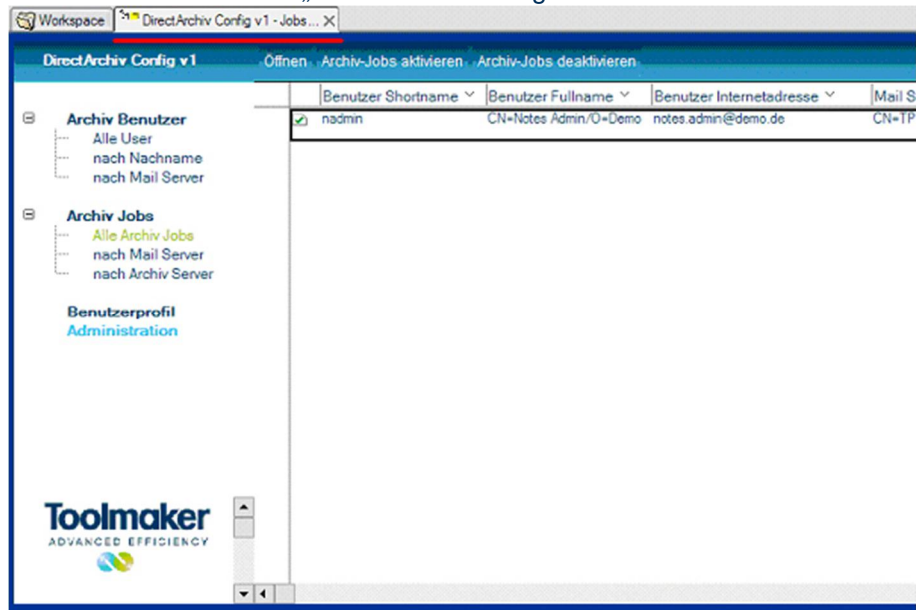 Workspace DirectArchiv Config v1 - Jobs...
DirectArchiv Config v1 Öffnen Archiv-Jobs aktivieren Archiv-Jobs deaktivieren
Benutzer Shortname Benutzer Fullname Benutzer Internetadresse Mail S
nadmin CN=Notes Admin/O=Demo notes.admin@demo.de CN=TP
Archiv Benutzer
Alle User
nach Nachname
nach Mail Server
Archiv Jobs
Alle Archiv Jobs
nach Mail Server
nach Archiv Server
Benutzerprofil
Administration
Toolmaker
ADVANCED EFFICIENCY